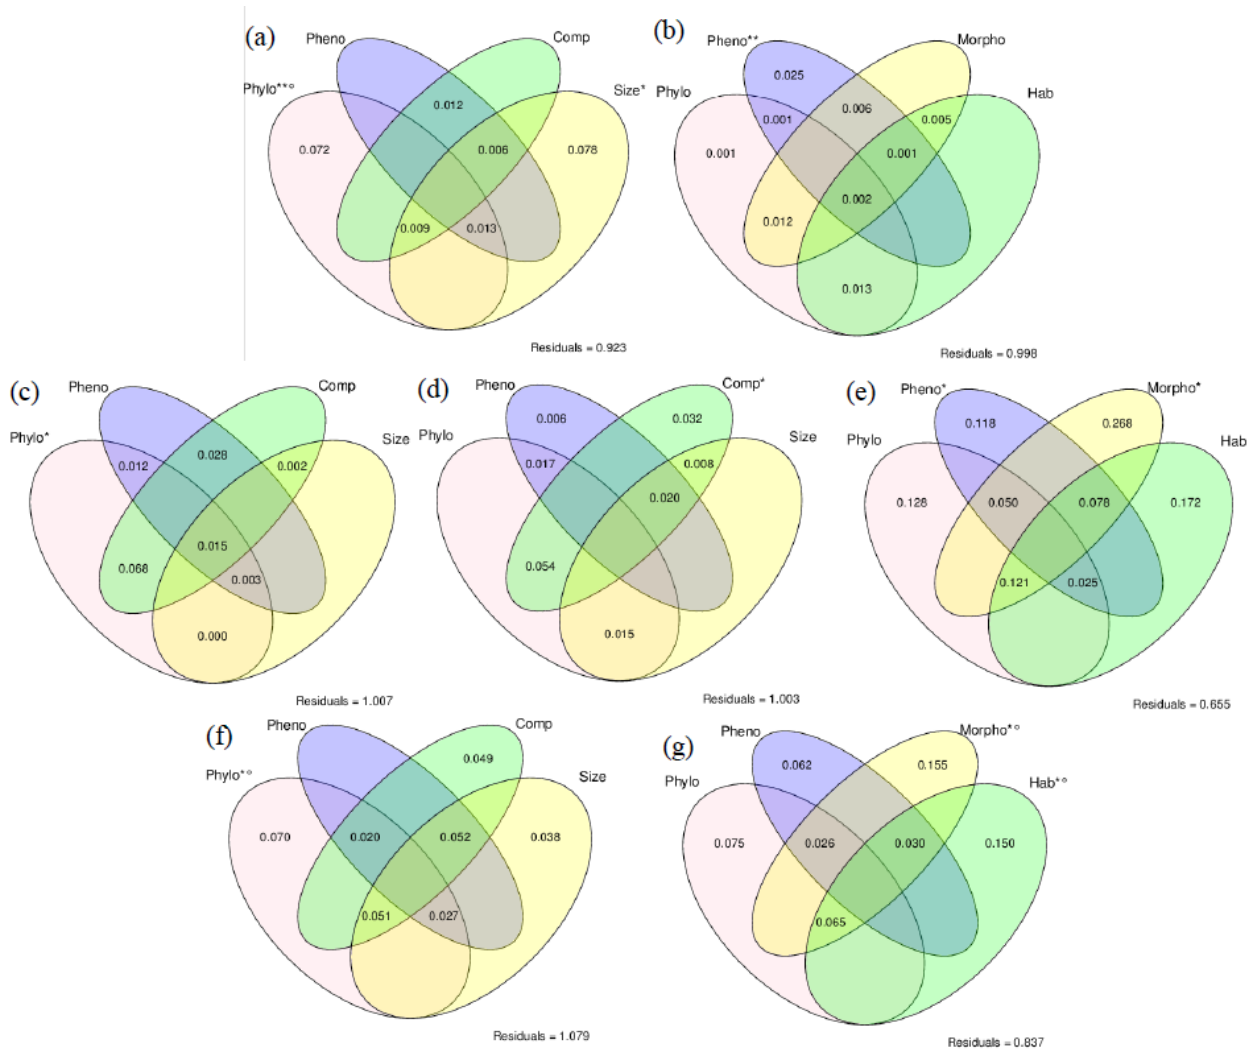 (a)
Pheno
Comp
Phylo**°
Size*
0.012
0.072
0.006
0.078
0.009
0.013
Residuals = 0.923
(b)
Pheno**
Morpho
Phylo
Hab
0.025
0.001
0.006
0.005
0.001
0.001
0.002
0.012
0.013
Residuals = 0.998
(c)
Pheno
Comp
Phylo*
Size
0.012
0.028
0.002
0.015
0.068
0.003
0.000
Residuals = 1.007
(d)
Pheno
Comp*
Phylo
Size
0.006
0.032
0.017
0.008
0.020
0.054
0.015
Residuals = 1.003
(e)
Pheno*
Morpho*
Phylo
Hab
0.118
0.268
0.128
0.050
0.078
0.172
0.121
0.025
Residuals = 0.655
(f)
Pheno
Comp
Phylo*°
Size
0.049
0.070
0.020
0.052
0.038
0.051
0.027
Residuals = 1.079
(g)
Pheno
Morpho*°
Phylo
Hab*°
0.062
0.155
0.075
0.026
0.030
0.150
0.065
Residuals = 0.837